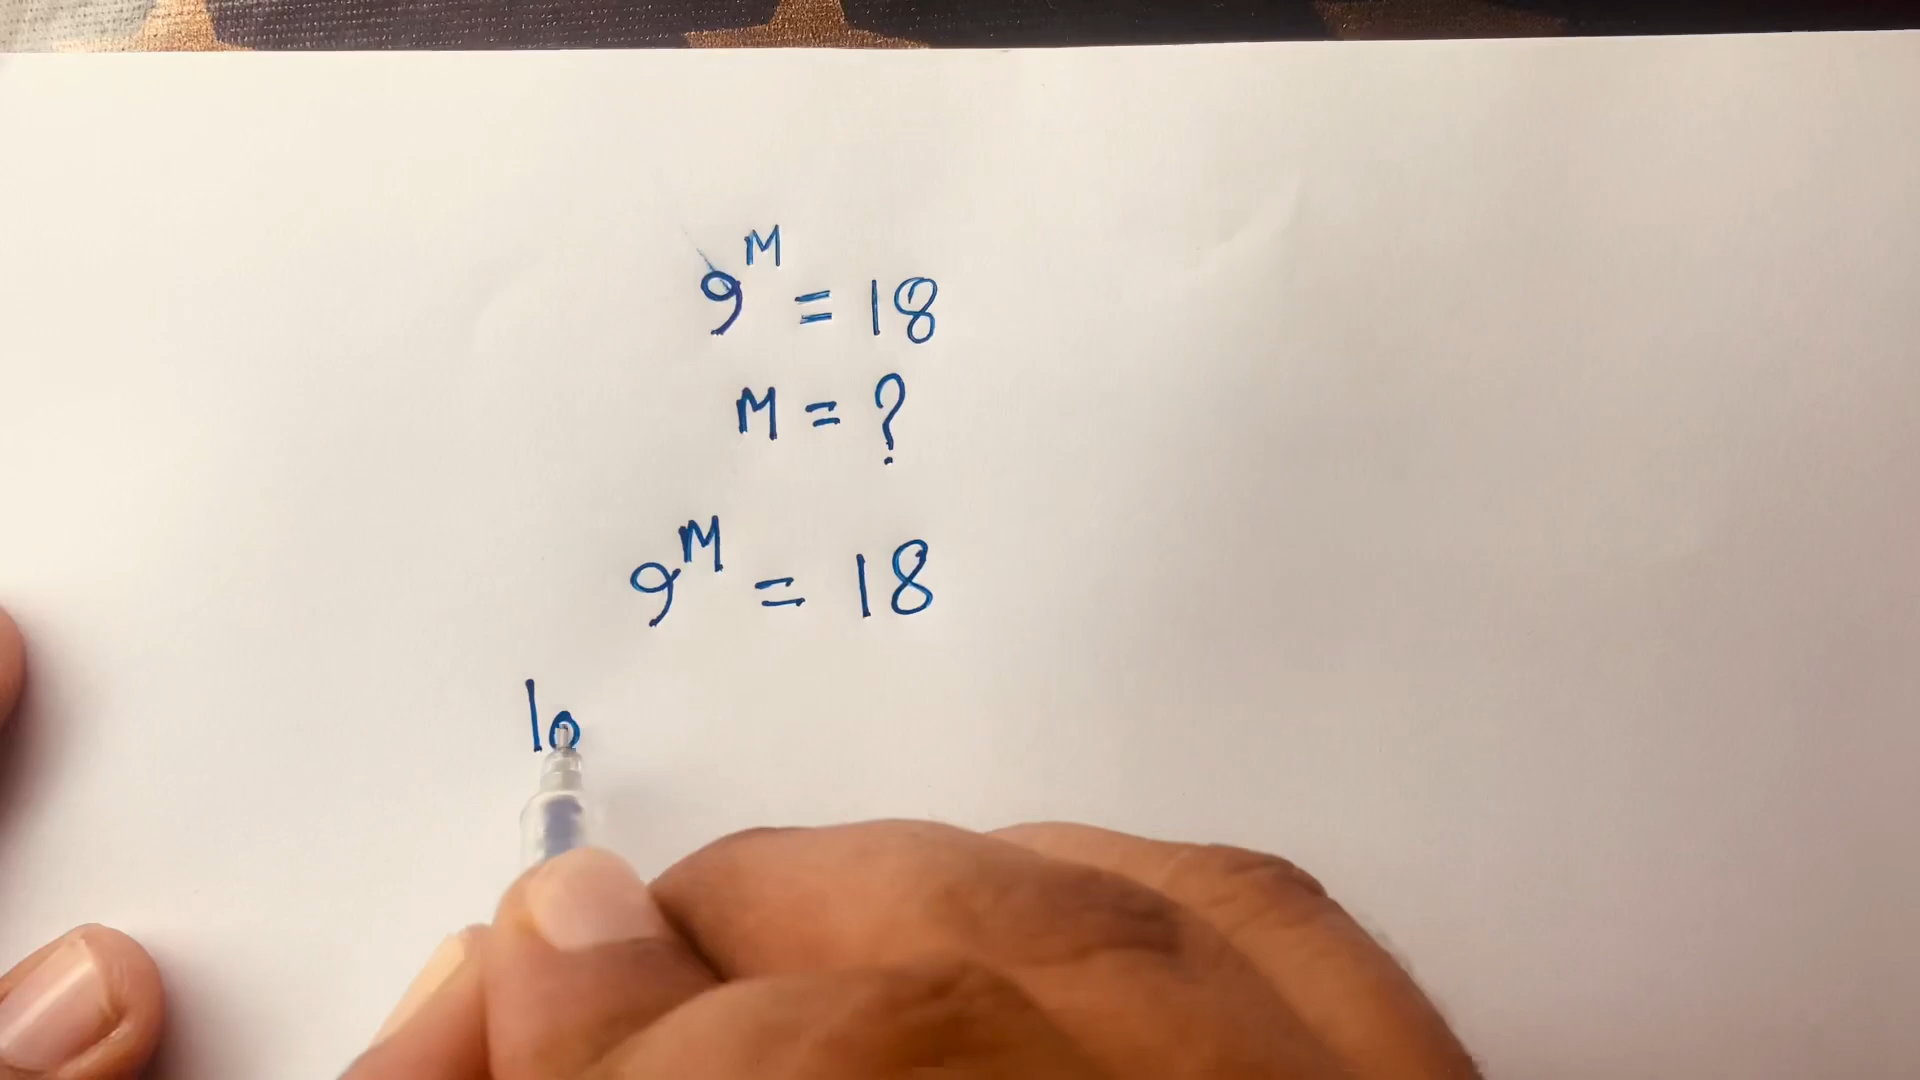 9^M = 18
M = ?
9^M = 18
lo